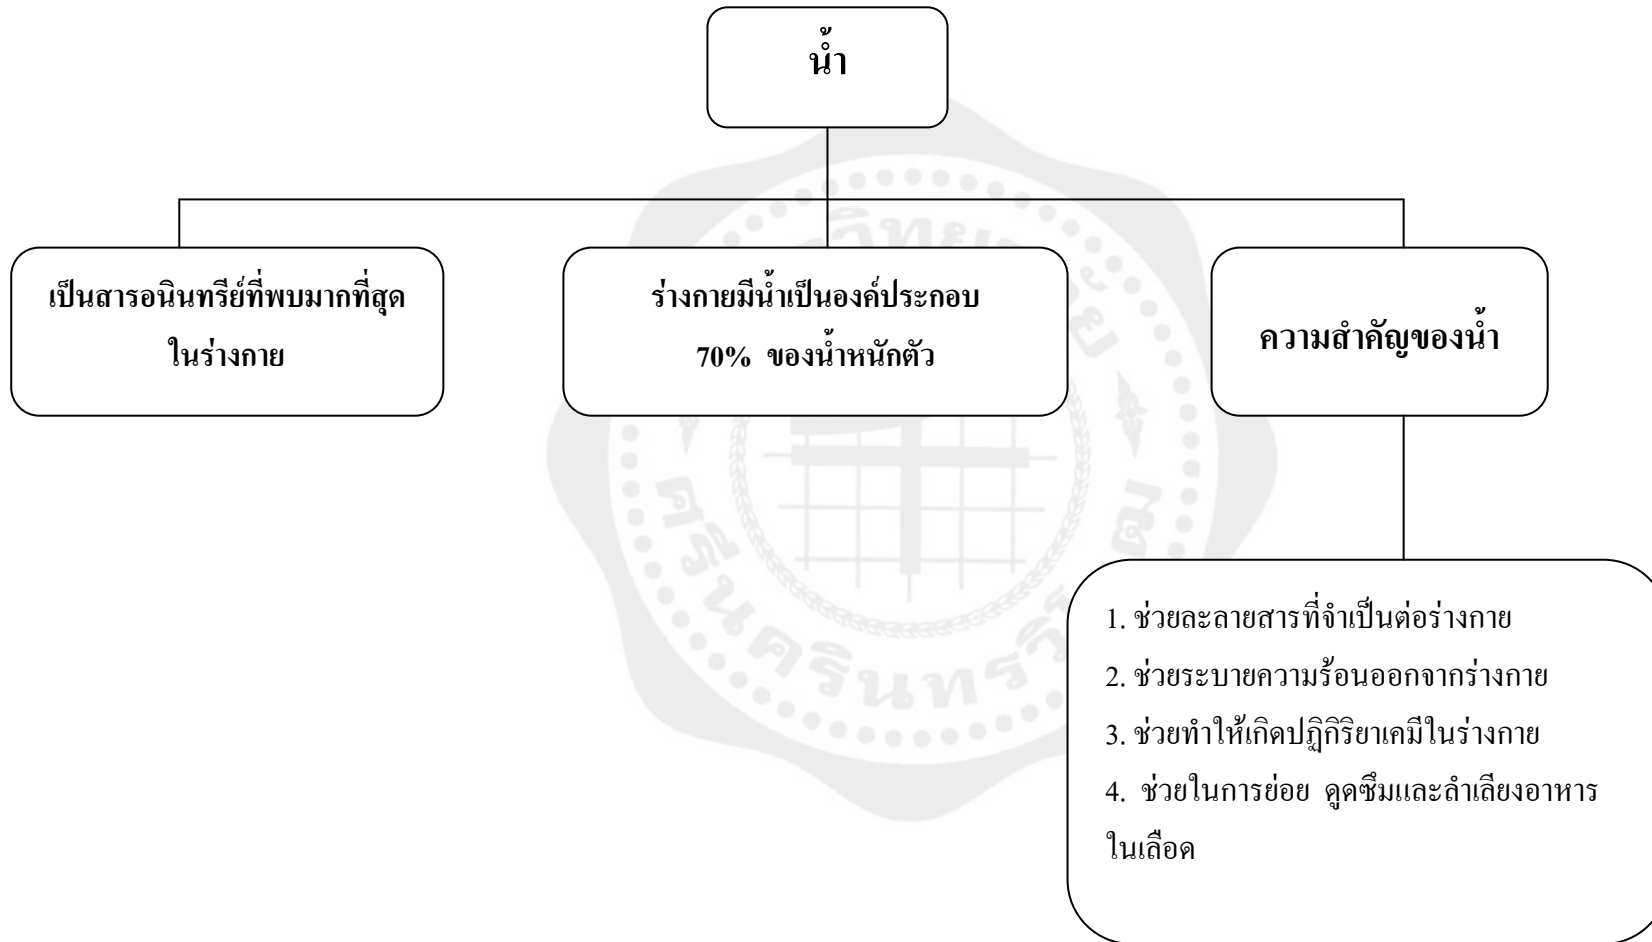 น้ำ
เป็นสารอนินทรีย์ที่พบมากที่สุด
ในร่างกาย
ร่างกายมีน้ำเป็นองค์ประกอบ
70% ของน้ำหนักตัว
ความสำคัญของน้ำ
1. ช่วยละลายสารที่จำเป็นต่อร่างกาย
2. ช่วยระบายความร้อนออกจากร่างกาย
3. ช่วยทำให้เกิดปฏิกิริยาเคมีในร่างกาย
4. ช่วยในการย่อย ดูดซึมและลำเลียงอาหาร
ในเลือด